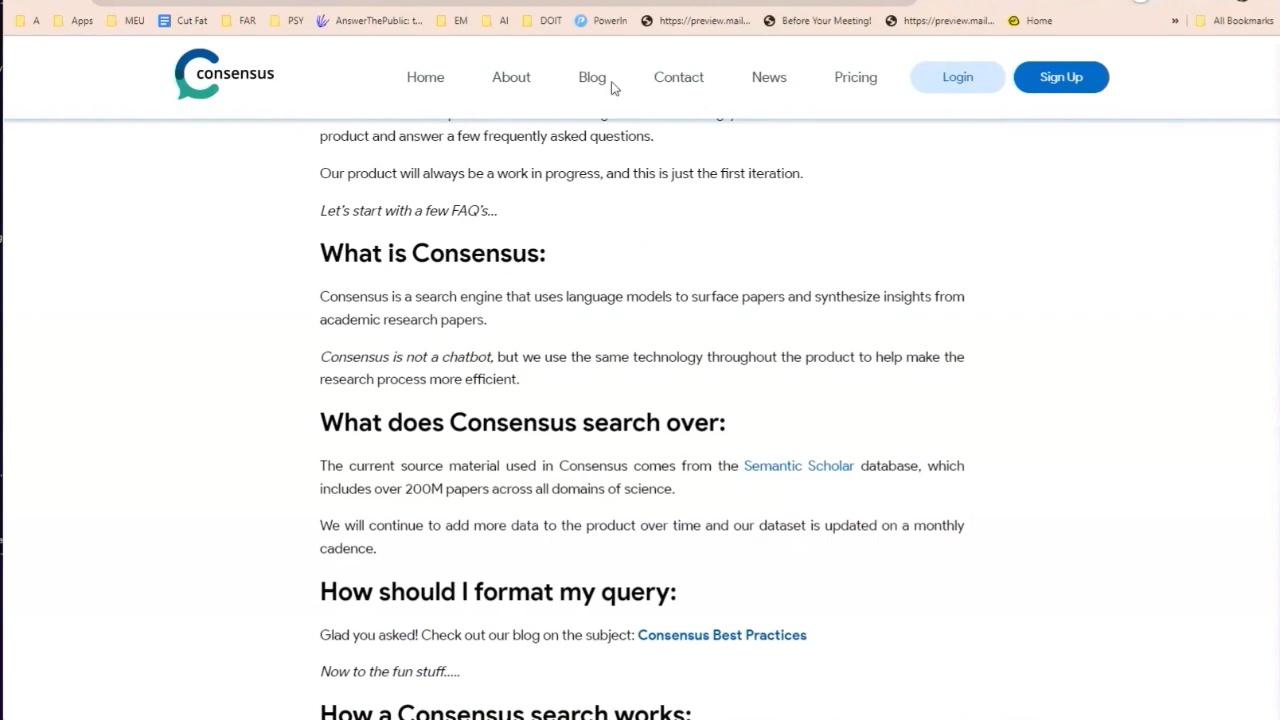 A Apps MEU Cut Fat FAR PSY AnswerThePublic: t... EM AI DOIT PowerIn https://preview.mail... Before Your Meeting! https://preview.mail... Home » All Bookmarks
consensus Home About Blog Contact News Pricing Login Sign Up
product and answer a few frequently asked questions.
Our product will always be a work in progress, and this is just the first iteration.
Let's start with a few FAQ's...
What is Consensus:
Consensus is a search engine that uses language models to surface papers and synthesize insights from
academic research papers.
Consensus is not a chatbot, but we use the same technology throughout the product to help make the
research process more efficient.
What does Consensus search over:
The current source material used in Consensus comes from the Semantic Scholar database, which
includes over 200M papers across all domains of science.
We will continue to add more data to the product over time and our dataset is updated on a monthly
cadence.
How should I format my query:
Glad you asked! Check out our blog on the subject: Consensus Best Practices
Now to the fun stuff.....
How a Consensus search works: